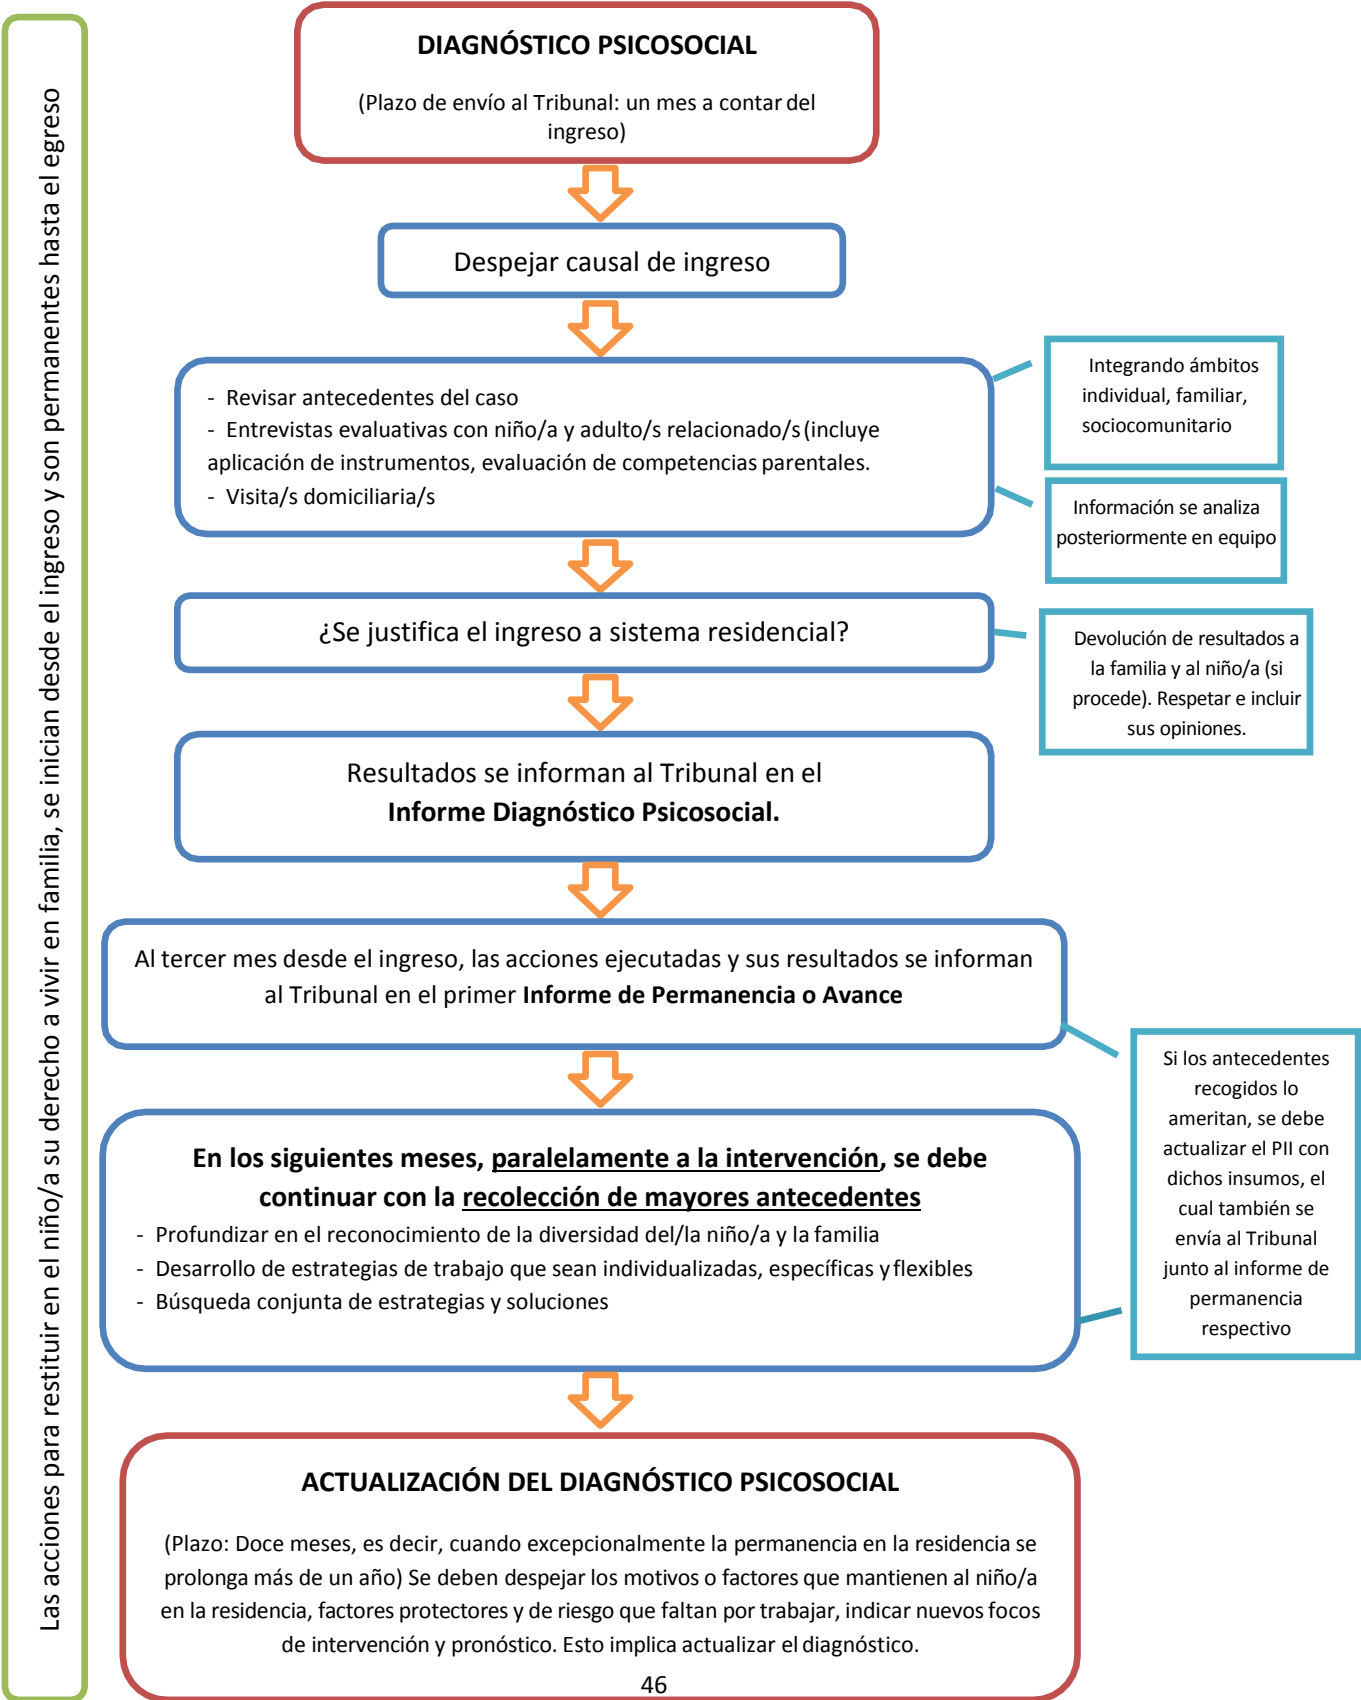 Las acciones para restituir en el niño/a su derecho a vivir en familia, se inician desde el ingreso y son permanentes hasta el egreso
DIAGNÓSTICO PSICOSOCIAL
(Plazo de envío al Tribunal: un mes a contar del
ingreso)
Despejar causal de ingreso
- Revisar antecedentes del caso
- Entrevistas evaluativas con niño/a y adulto/s relacionado/s (incluye
aplicación de instrumentos, evaluación de competencias parentales.
- Visita/s domiciliaria/s
Integrando ámbitos
individual, familiar,
sociocomunitario
Información se analiza
posteriormente en equipo
¿Se justifica el ingreso a sistema residencial?
Devolución de resultados a
la familia y al niño/a (si
procede). Respetar e incluir
sus opiniones.
Resultados se informan al Tribunal en el
Informe Diagnóstico Psicosocial.
Al tercer mes desde el ingreso, las acciones ejecutadas y sus resultados se informan
al Tribunal en el primer Informe de Permanencia o Avance
Si los antecedentes
recogidos lo
ameritan, se debe
actualizar el PII con
dichos insumos, el
cual también se
envía al Tribunal
junto al informe de
permanencia
respectivo
En los siguientes meses, paralelamente a la intervención, se debe
continuar con la recolección de mayores antecedentes
- Profundizar en el reconocimiento de la diversidad del/la niño/a y la familia
- Desarrollo de estrategias de trabajo que sean individualizadas, específicas y flexibles
- Búsqueda conjunta de estrategias y soluciones
ACTUALIZACIÓN DEL DIAGNÓSTICO PSICOSOCIAL
(Plazo: Doce meses, es decir, cuando excepcionalmente la permanencia en la residencia se
prolonga más de un año) Se deben despejar los motivos o factores que mantienen al niño/a
en la residencia, factores protectores y de riesgo que faltan por trabajar, indicar nuevos focos
de intervención y pronóstico. Esto implica actualizar el diagnóstico.
46